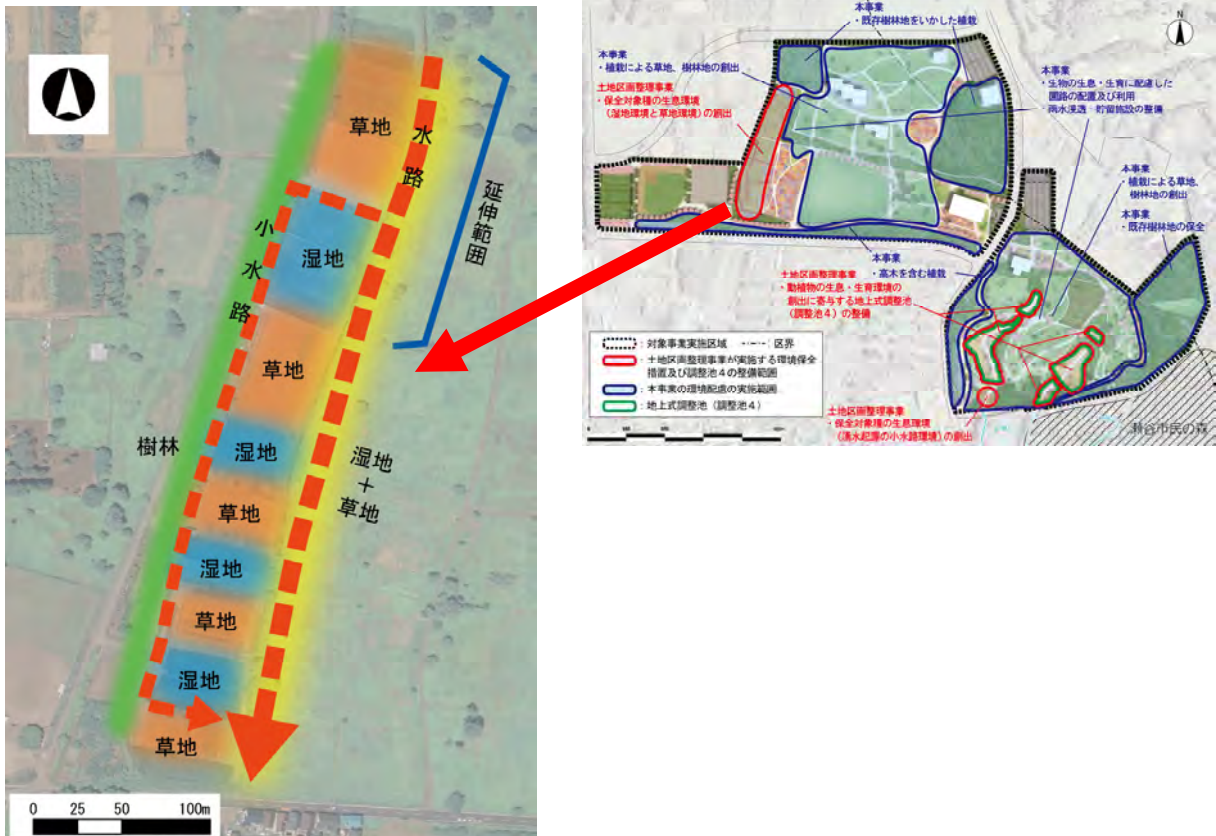 草地
水路
延伸範囲
湿地
小水路
草地
樹林
湿地
湿地
+
草地
草地
湿地
草地
湿地
草地
0 25 50 100m
本事業
・既存樹林地をいかした植栽
N
本事業
・植栽による草地、樹林地の創出
土地区画整理事業
・保全対象種の生息環境
(湿地環境と草地環境)の創出
本事業
・生物の生息・生育に配慮した
園路の配置及び利用
・雨水浸透・貯留施設の整備
本事業
・植栽による草地、
樹林地の創出
本事業
・既存樹林地の保全
本事業
・高木を含む植栽
土地区画整理事業
・動植物の生息・生育環境の
創出に寄与する地上式調整池
(調整池4)の整備
:対象事業実施区域 :区界
:土地区画整理事業が実施する環境保全
措置及び調整池4の整備範囲
:本事業の環境配慮の実施範囲
:地上式調整池(調整池4)
土地区画整理事業
・保全対象種の生息環境
(湧水起源の小水路環境)の創出
瀬谷市民の森